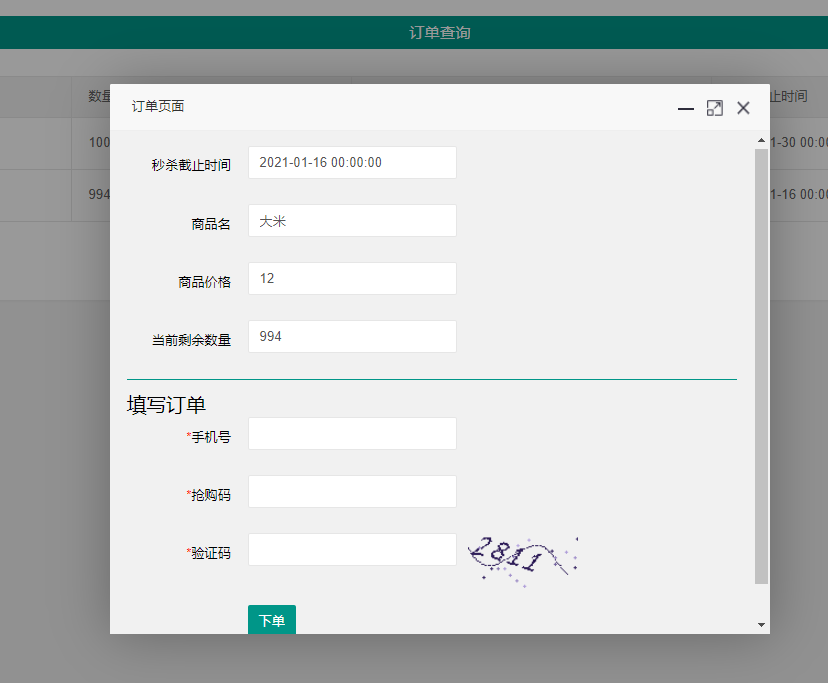 订单查询
数量
止时间
100
1-30 00:00
994
1-16 00:00
订单页面
秒杀截止时间 2021-01-16 00:00:00
商品名 大米
商品价格 12
当前剩余数量 994
填写订单
*手机号
*抢购码
*验证码 2811
下单